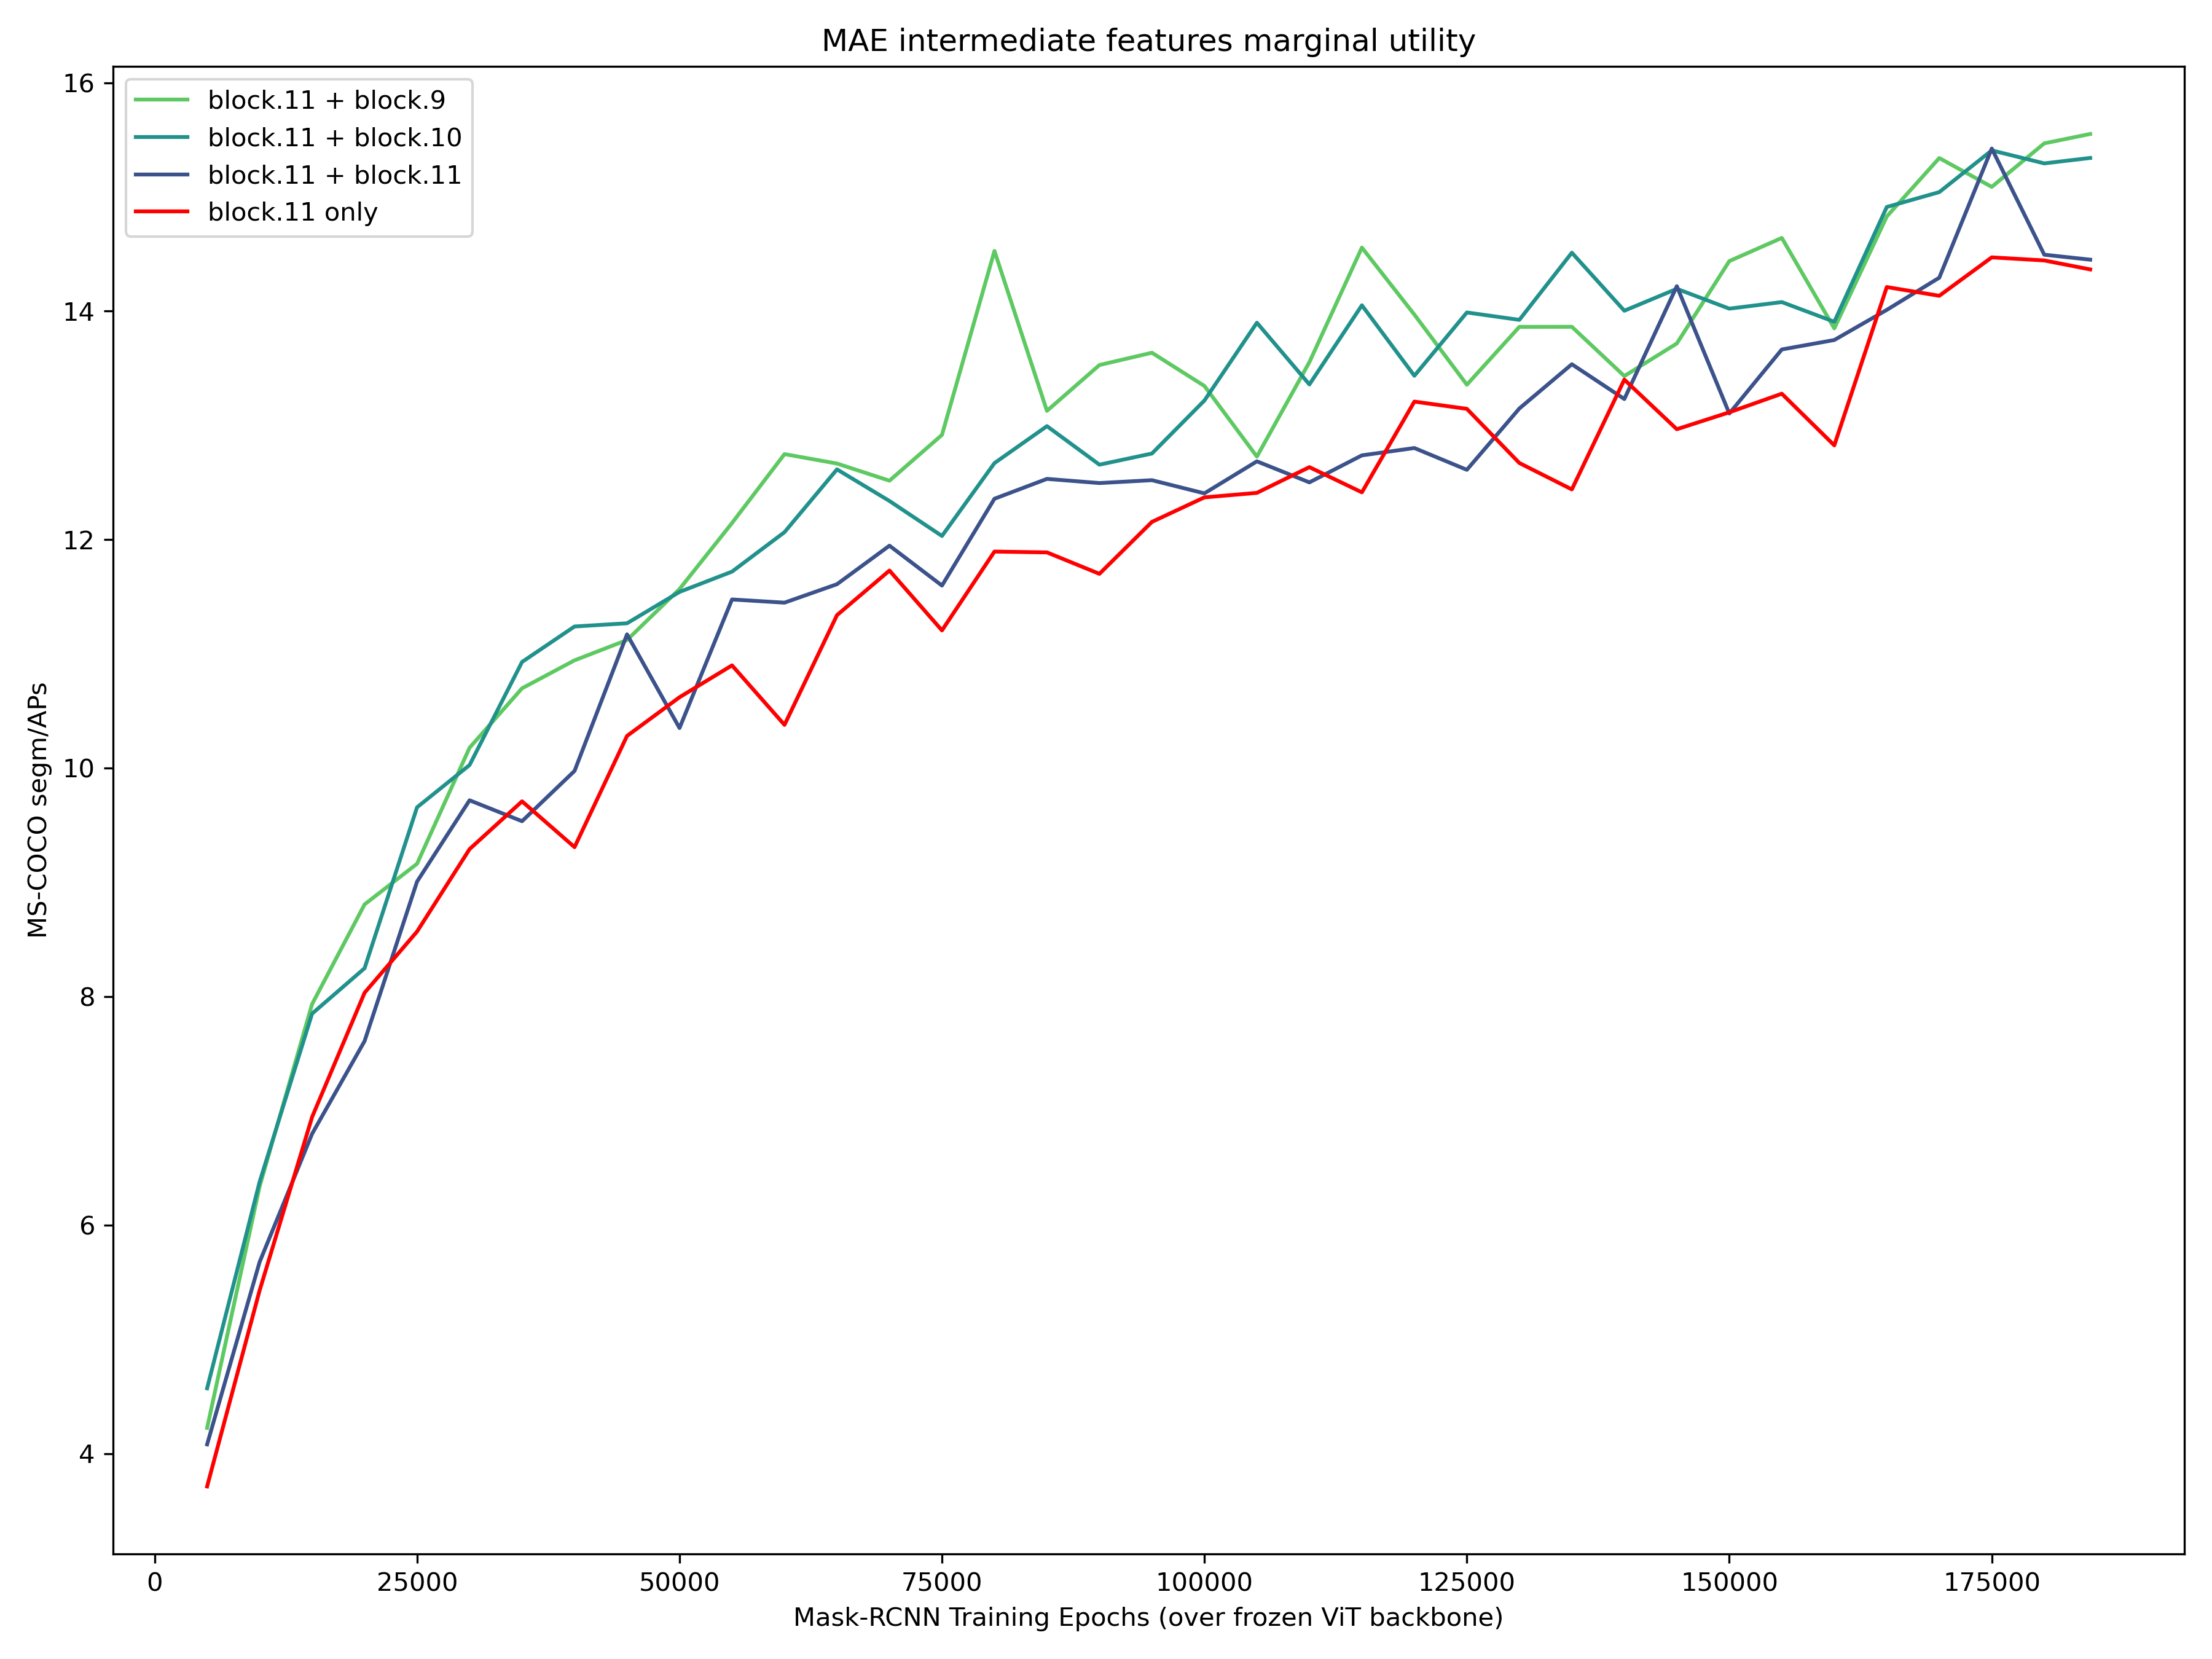 MAE intermediate features marginal utility
block.11 + block.9
block.11 + block.10
block.11 + block.11
block.11 only
MS-COCO segm/APs
16
14
12
10
8
6
4
0
25000
50000
75000
100000
125000
150000
175000
Mask-RCNN Training Epochs (over frozen ViT backbone)